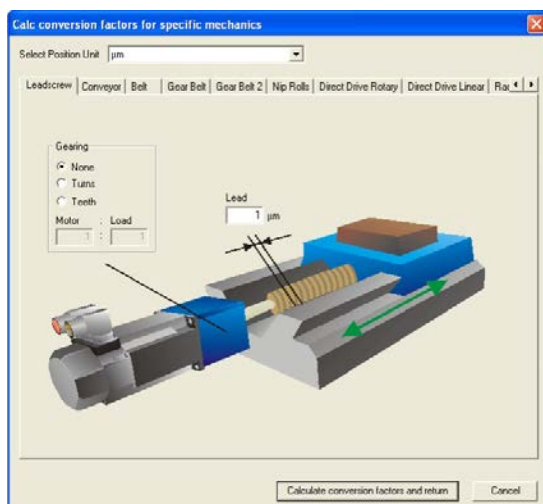 Calc conversion factors for specific mechanics
Select Position Unit µm
Leadscrew Conveyor Belt Gear Belt Gear Belt 2 Nip Rolls Direct Drive Rotary Direct Drive Linear
Gearing
None
Turns
Teeth
Motor : Load
1 : 1
Lead
1 µm
Calculate conversion factors and return Cancel